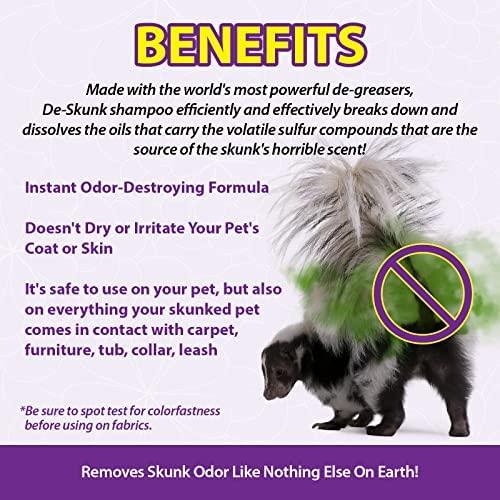 BENEFITS
Made with the world's most powerful de-greasers,
De-Skunk shampoo efficiently and effectively breaks down and
dissolves the oils that carry the volatile sulfur compounds that are the
source of the skunk's horrible scent!
Instant Odor-Destroying Formula
Doesn't Dry or Irritate Your Pet's
Coat or Skin
It's safe to use on your pet, but also
on everything your skunked pet
comes in contact with carpet,
furniture, tub, collar, leash
*Be sure to spot test for colorfastness
before using on fabrics.
Removes Skunk Odor Like Nothing Else On Earth!